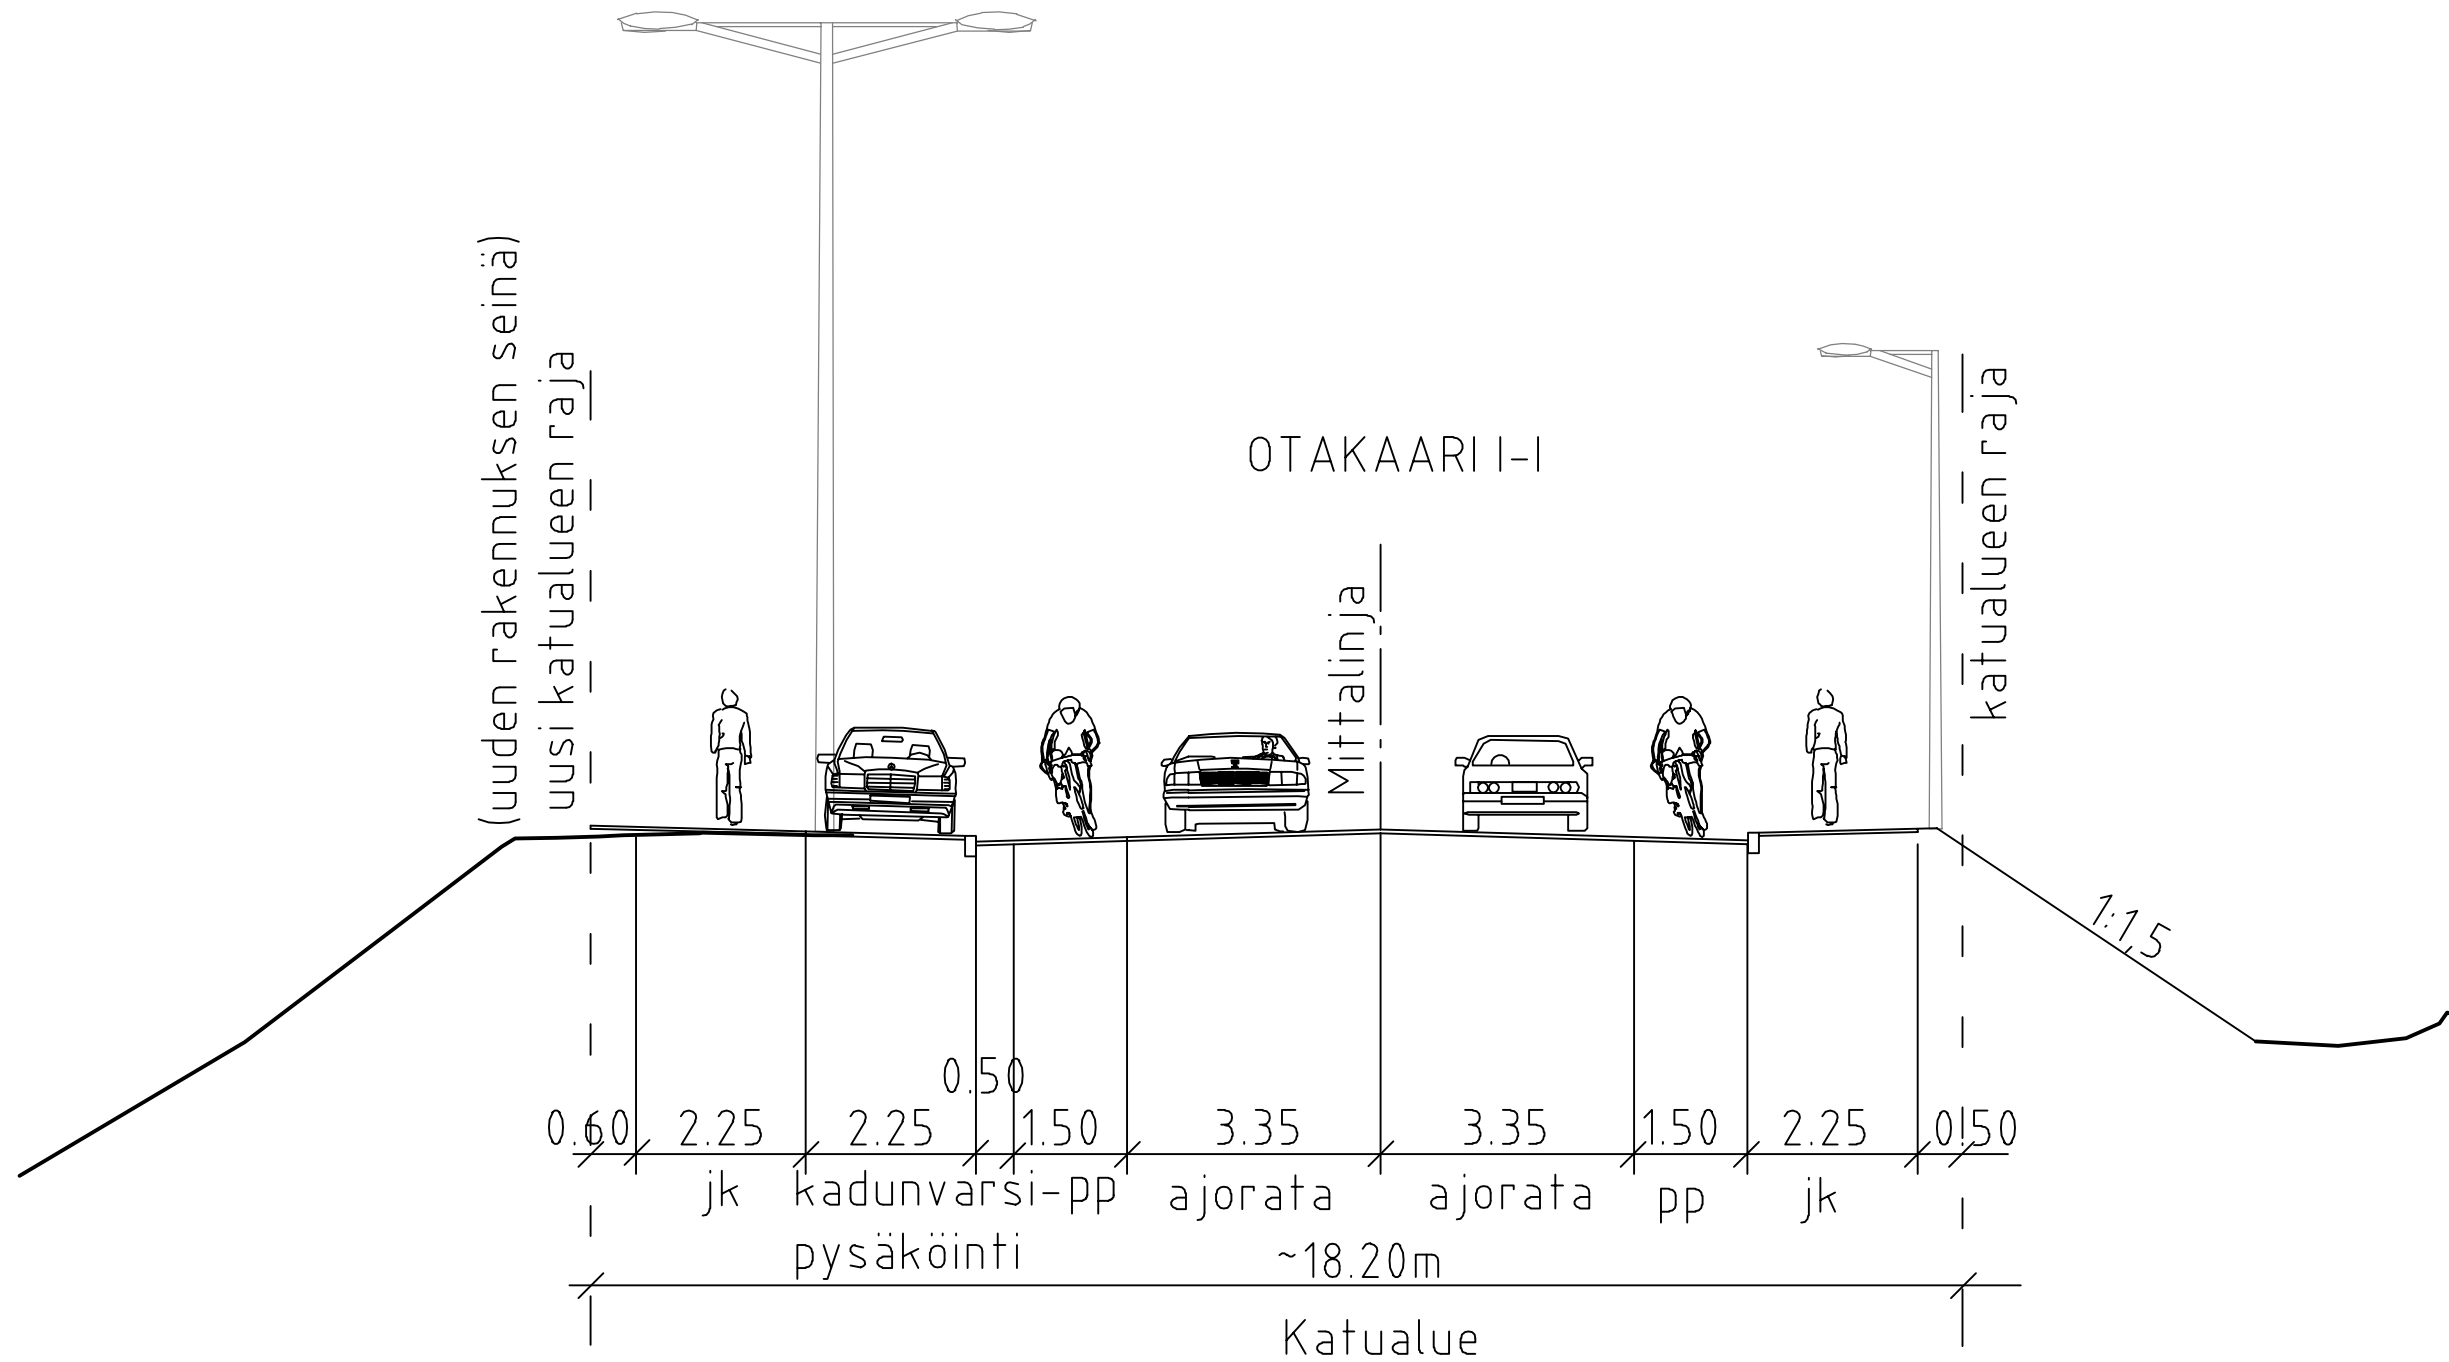 (uuden rakennuksen seinä)
uusi katualueen raja
OTAKAARI I-I
Mittalinja
katualueen raja
1:1,5
0.50
0.60 2.25 2.25 1.50 3.35 3.35 1.50 2.25 0.50
jk kadunvarsi-pp ajorata ajorata pp jk
pysäköinti
~18.20m
Katualue